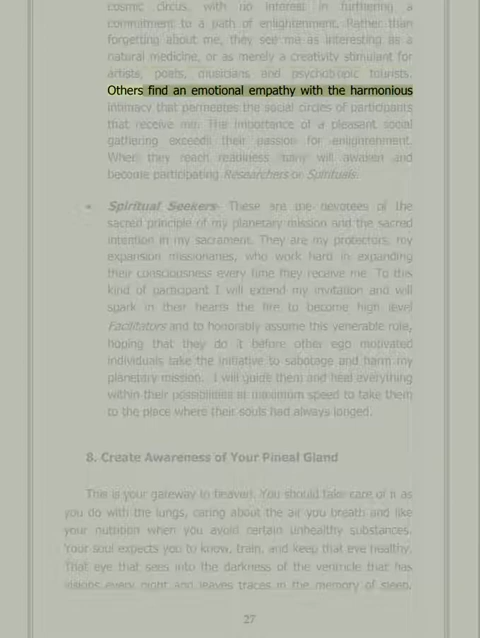 cosmic circus, with no interest in furthering a
commitment to a path of enlightenment. Rather than
forgetting about me, they see me as interesting as a
natural medicine, or as merely a creativity stimulant for
artists, poets, musicians and psychotropic tourists.
Others find an emotional empathy with the harmonious
intimacy that permeates the social circles of participants
that receive me. The importance of a pleasant social
gathering exceeds their passion for enlightenment.
When they reach readiness many will awaken and
become participating Researchers or Spirituals.
• Spiritual Seekers- These are the devotees of the
sacred principle of my planetary mission and the sacred
intention in my sacrament. They are my protectors, my
expansion missionaries, who work hard in expanding
their consciousness every time they receive me. To this
kind of participant I will extend my invitation and will
spark in their hearts the fire to become high level
Facilitators and to honorably assume this venerable role,
hoping that they do it before other ego motivated
individuals take the initiative to sabotage and harm my
planetary mission. I will guide them and heal everything
within their possibilities at maximum speed to take them
to the place where their souls had always longed.
8. Create Awareness of Your Pineal Gland
This is your gateway to heaven. You should take care of it as
you do with the lungs, caring about the air you breath and like
your nutrition when you avoid certain unhealthy substances.
Your soul expects you to know, train, and keep that eye healthy.
That eye that sees into the darkness of the ventricle that has
visions every night and leaves traces in the memory of sleep.
27